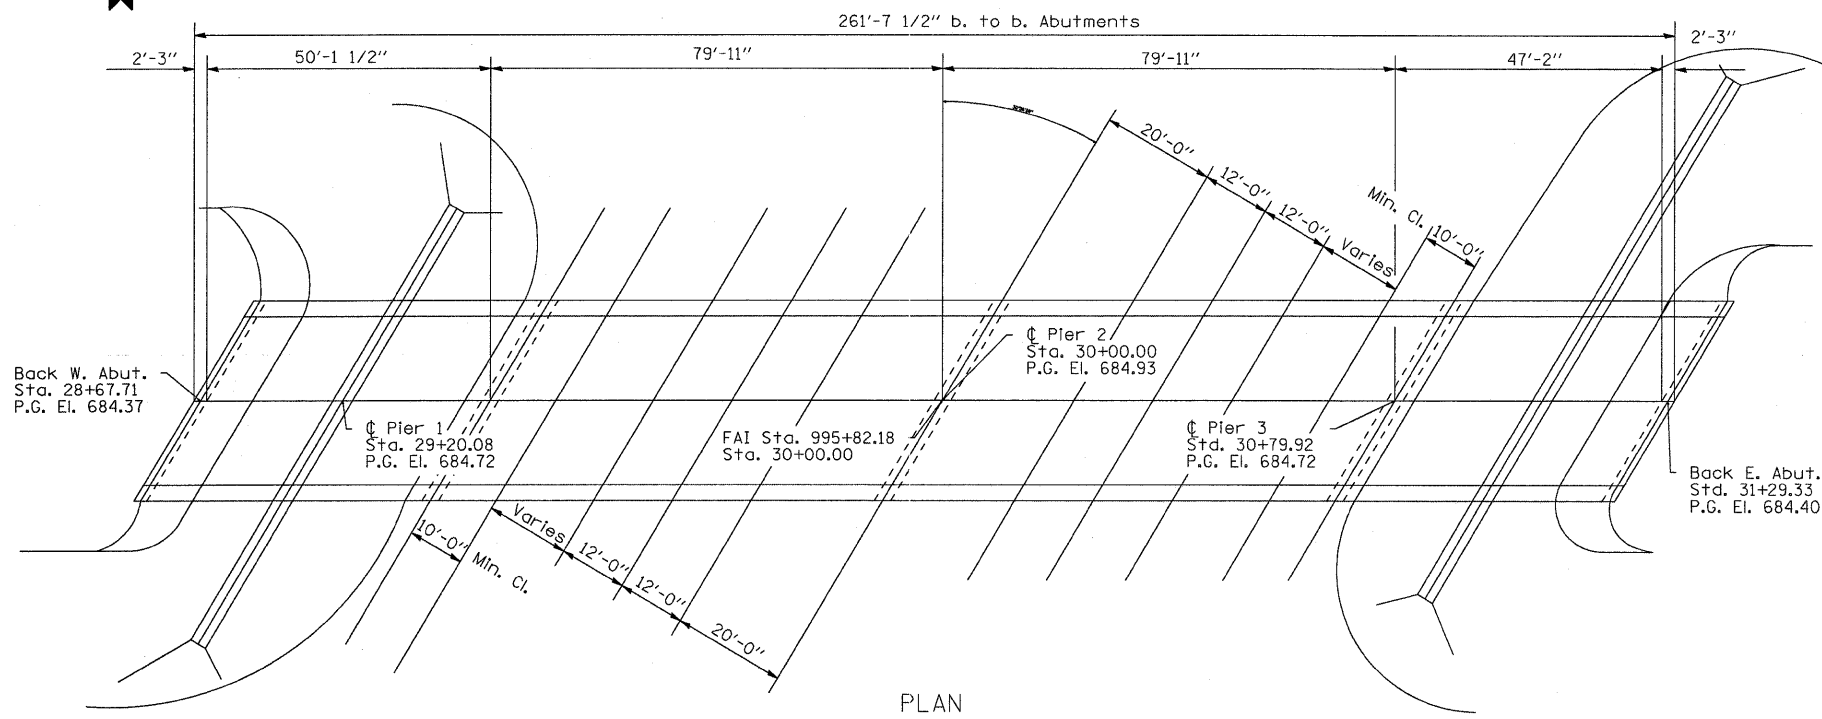 261'-7 1/2" b. to b. Abutments
2'-3"
50'-1 1/2"
79'-11"
79'-11"
47'-2"
2'-3"
20'-0"
12'-0"
12'-0"
Varies
Min. Cl.
10'-0"
Back W. Abut.
Sta. 28+67.71
P.G. El. 684.37
℄ Pier 1
Sta. 29+20.08
P.G. El. 684.72
FAI Sta. 995+82.18
Sta. 30+00.00
℄ Pier 2
Sta. 30+00.00
P.G. El. 684.93
℄ Pier 3
Std. 30+79.92
P.G. El. 684.72
Back E. Abut.
Std. 31+29.33
P.G. El. 684.40
10'-0"
Min. Cl.
Varies
12'-0"
12'-0"
20'-0"
PLAN